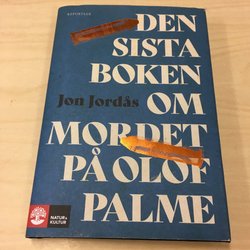 REPORTAGE
DEN
SISTA
BOKEN
Jon Jordås OM
MORDET
PÅ OLOF
PALME
NATUR &
KULTUR